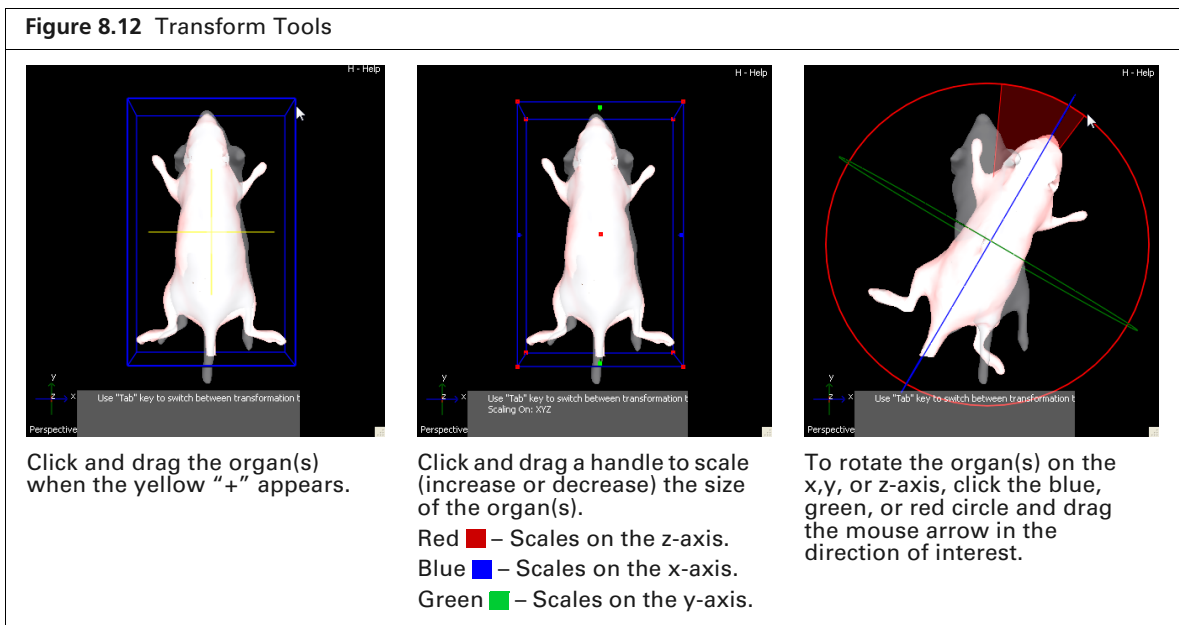 Figure 8.12 Transform Tools
H - Help
y
z x
Use "Tab" key to switch between transformation t
Perspective
Click and drag the organ(s)
when the yellow “+” appears.
H - Help
y
z x
Use "Tab" key to switch between transformation t
Scaling On: XYZ
Perspective
Click and drag a handle to scale
(increase or decrease) the size
of the organ(s).
Red – Scales on the z-axis.
Blue – Scales on the x-axis.
Green – Scales on the y-axis.
H - Help
y
z x
Use "Tab" key to switch between transformation t
Perspective
To rotate the organ(s) on the
x,y, or z-axis, click the blue,
green, or red circle and drag
the mouse arrow in the
direction of interest.